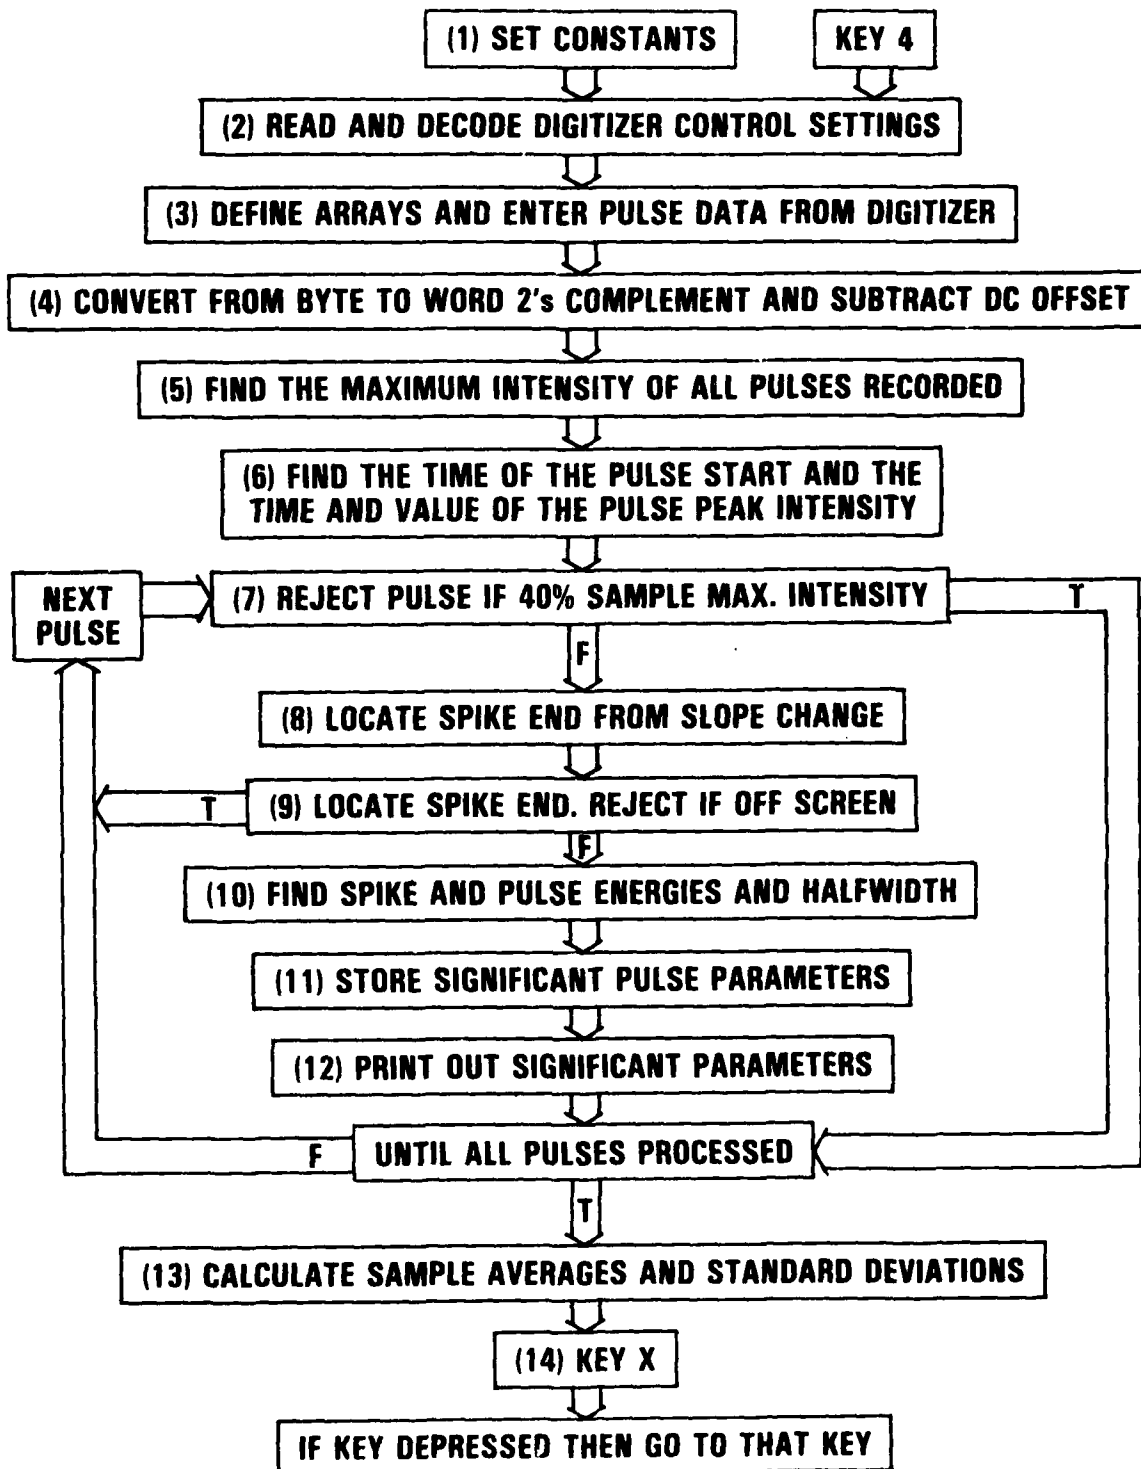 (1) SET CONSTANTS
KEY 4
(2) READ AND DECODE DIGITIZER CONTROL SETTINGS
(3) DEFINE ARRAYS AND ENTER PULSE DATA FROM DIGITIZER
(4) CONVERT FROM BYTE TO WORD 2's COMPLEMENT AND SUBTRACT DC OFFSET
(5) FIND THE MAXIMUM INTENSITY OF ALL PULSES RECORDED
(6) FIND THE TIME OF THE PULSE START AND THE
TIME AND VALUE OF THE PULSE PEAK INTENSITY
NEXT
PULSE
(7) REJECT PULSE IF 40% SAMPLE MAX. INTENSITY
T
F
(8) LOCATE SPIKE END FROM SLOPE CHANGE
T
(9) LOCATE SPIKE END. REJECT IF OFF SCREEN
F
(10) FIND SPIKE AND PULSE ENERGIES AND HALFWIDTH
(11) STORE SIGNIFICANT PULSE PARAMETERS
(12) PRINT OUT SIGNIFICANT PARAMETERS
F
UNTIL ALL PULSES PROCESSED
T
(13) CALCULATE SAMPLE AVERAGES AND STANDARD DEVIATIONS
(14) KEY X
IF KEY DEPRESSED THEN GO TO THAT KEY